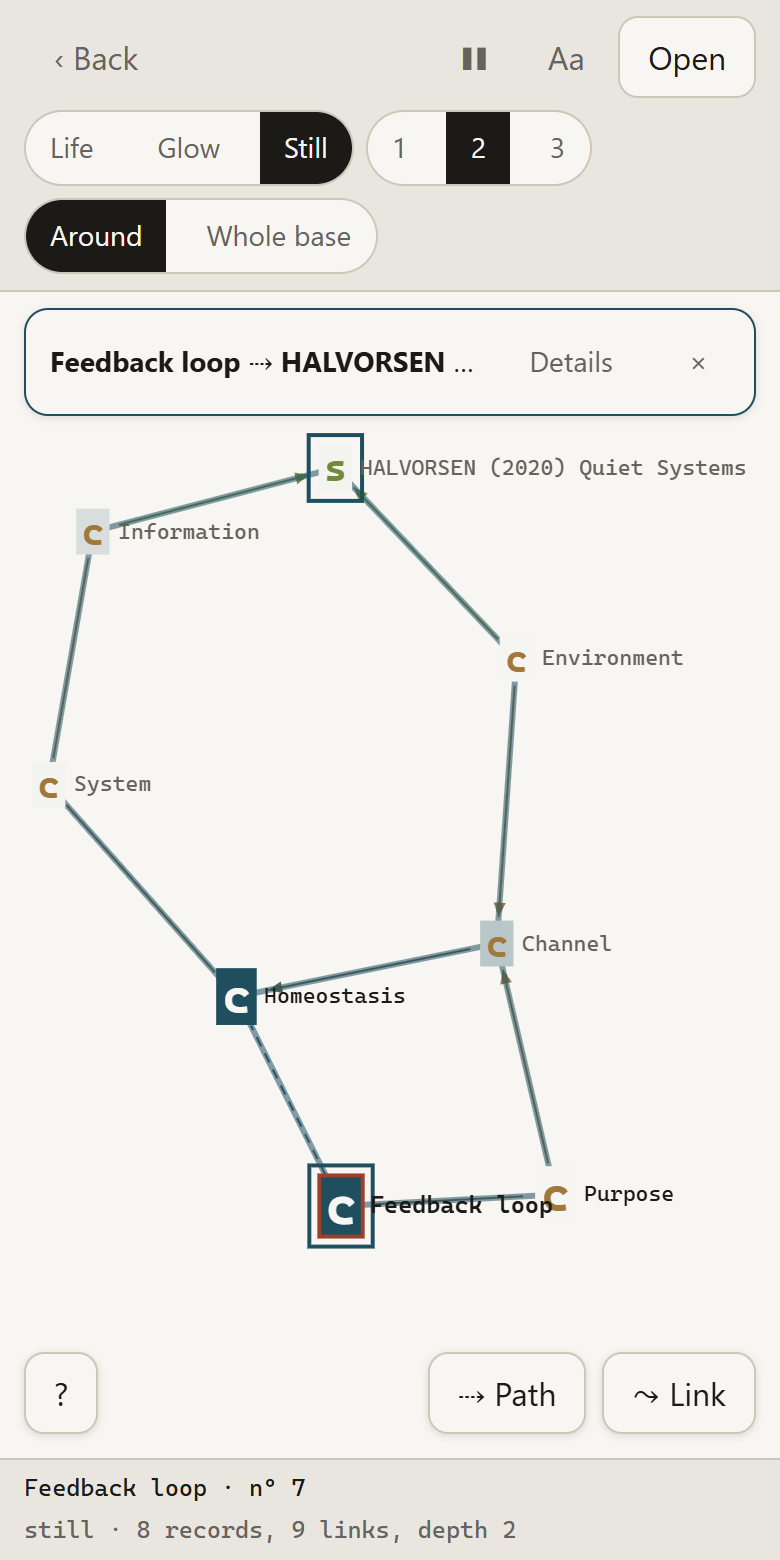 ‹ Back
Aa
Open
Life
Glow
Still
1
2
3
Around
Whole base
Feedback loop ⤑ HALVORSEN …
Details
×
s HALVORSEN (2020) Quiet Systems
c Information
c Environment
c System
c Channel
c Homeostasis
c Purpose
c Feedback loop
?
⤑ Path
⤳ Link
Feedback loop · n° 7
still · 8 records, 9 links, depth 2